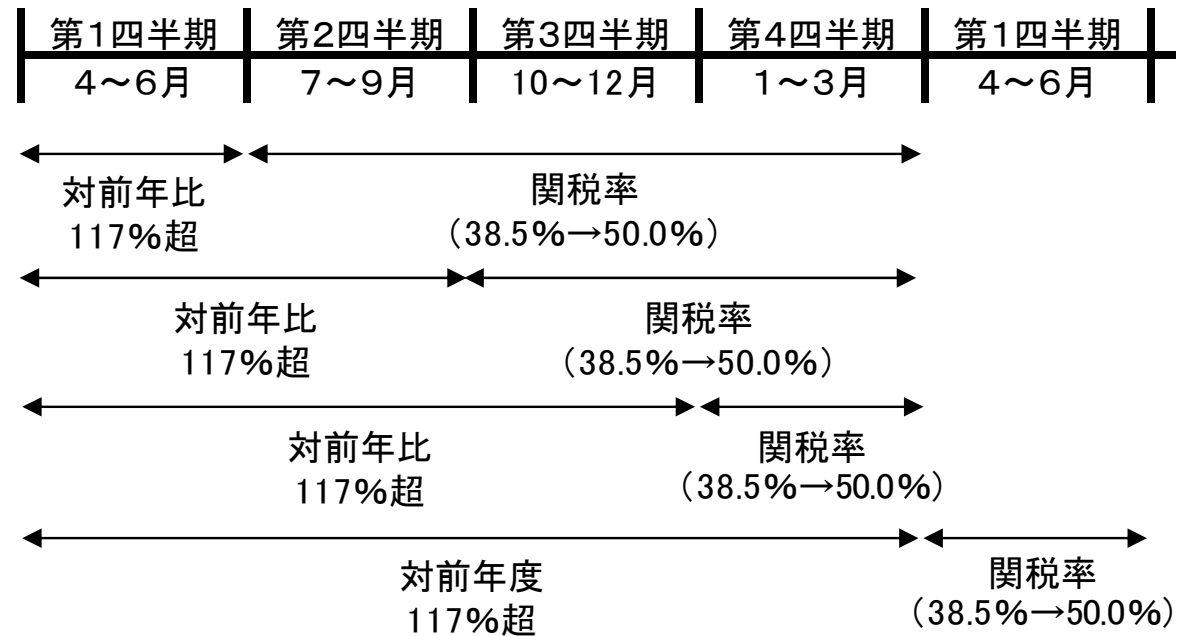 第1四半期 第2四半期 第3四半期 第4四半期 第1四半期
4～6月 7～9月 10～12月 1～3月 4～6月
対前年比 関税率
117%超 (38.5%→50.0%)
対前年比 関税率
117%超 (38.5%→50.0%)
対前年比 関税率
117%超 (38.5%→50.0%)
対前年度 関税率
117%超 (38.5%→50.0%)